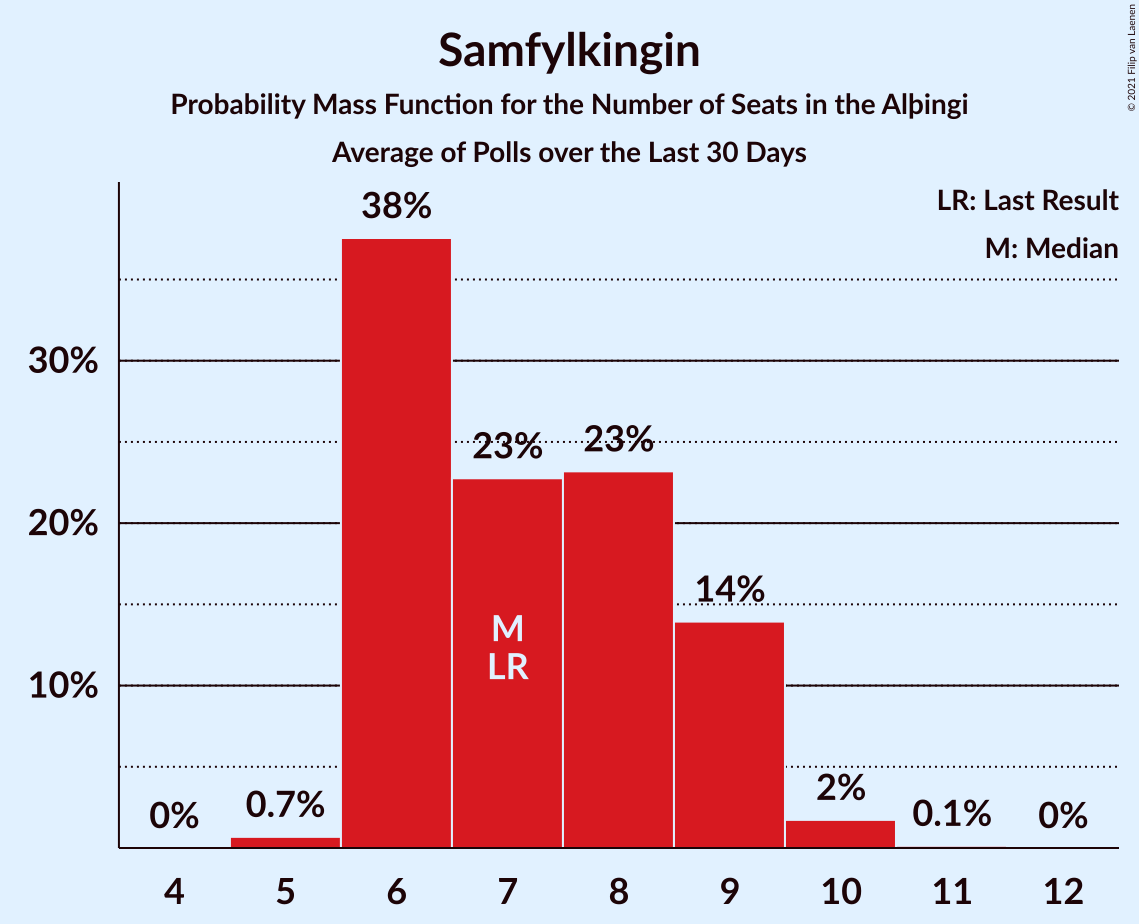 Samfylkingin
Probability Mass Function for the Number of Seats in the Alþingi
Average of Polls over the Last 30 Days
© 2021 Filip van Laenen
LR: Last Result
M: Median
38%
30%
23%
23%
20%
14%
M
LR
10%
0%
0.7%
2%
0.1%
0%
4
5
6
7
8
9
10
11
12